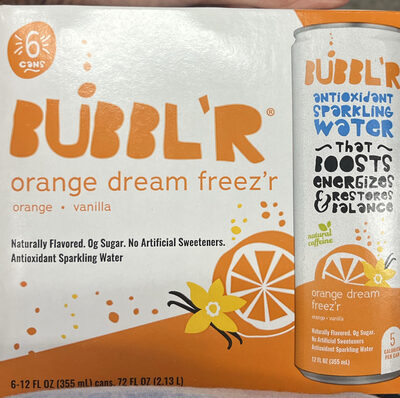 6
cans
BUBBL'R®
orange dream freez'r
orange • vanilla
Naturally Flavored. 0g Sugar. No Artificial Sweeteners.
Antioxidant Sparkling Water
6-12 FL OZ (355 mL) cans, 72 FL OZ (2.13 L)
BUBBL'R
antioxidant
sparkling
water
~that~
boosts
energizes
& restores
balance
natural
caffeine
orange dream
freez'r
orange • vanilla
Naturally Flavored. 0g Sugar.
No Artificial Sweeteners
Antioxidant Sparkling Water
12 FL OZ (355 mL)
5
CALORIES
PER CAN